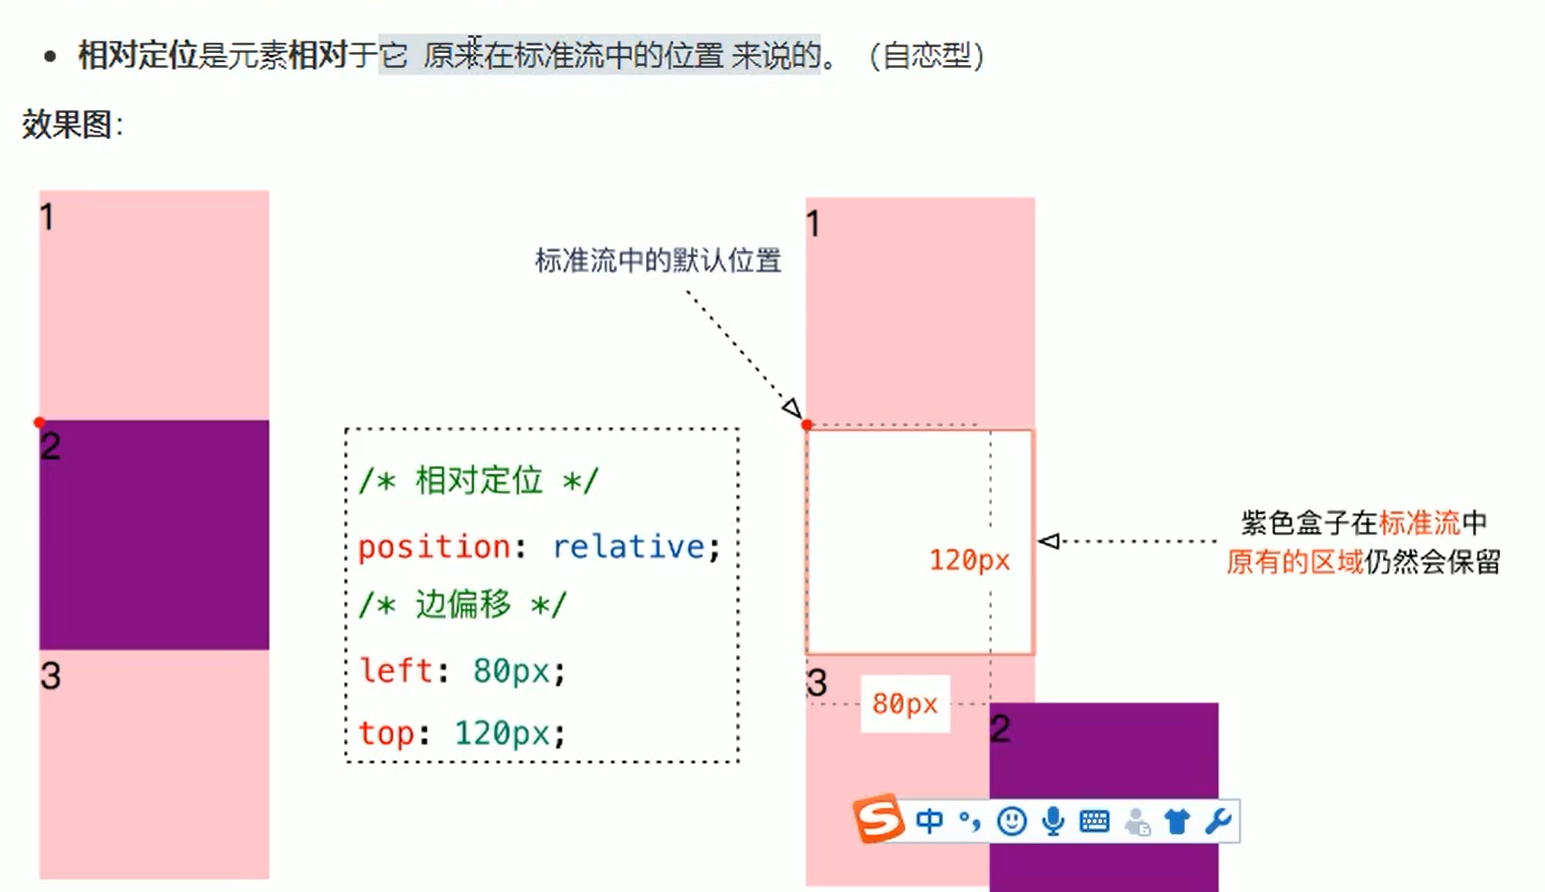 相对定位是元素相对于它 原来在标准流中的位置 来说的。（自恋型）
效果图：
1
2
3
/* 相对定位 */
position: relative;
/* 边偏移 */
left: 80px;
top: 120px;
标准流中的默认位置
1
120px
紫色盒子在标准流中
原有的区域仍然会保留
3
80px
2
中